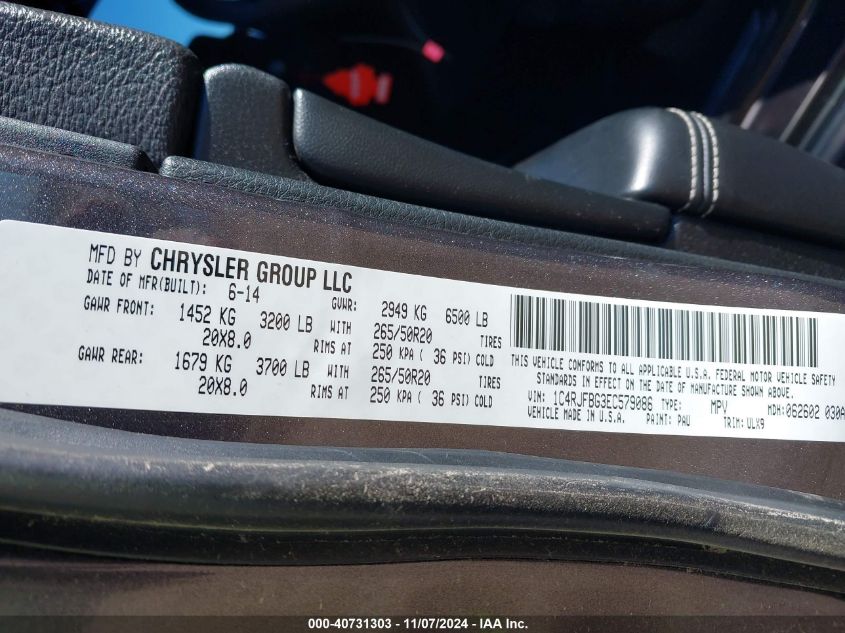 MFD BY CHRYSLER GROUP LLC
DATE OF MFR(BUILT): 6-14 GVWR: 2949 KG 6500 LB
GAWR FRONT: 1452 KG 3200 LB WITH 265/50R20 TIRES
20X8.0 RIMS AT 250 KPA ( 36 PSI) COLD
GAWR REAR: 1679 KG 3700 LB WITH 265/50R20 TIRES
20X8.0 RIMS AT 250 KPA ( 36 PSI) COLD
THIS VEHICLE CONFORMS TO ALL APPLICABLE U.S.A. FEDERAL MOTOR VEHICLE SAFETY
STANDARDS IN EFFECT ON THE DATE OF MANUFACTURE SHOWN ABOVE.
VIN: 1C4RJFBG3EC579086 TYPE: MPV MDH: 062602 030A
VEHICLE MADE IN U.S.A. PAINT: PAU TRIM: ULX9
000-40731303 - 11/07/2024 - IAAI Inc.